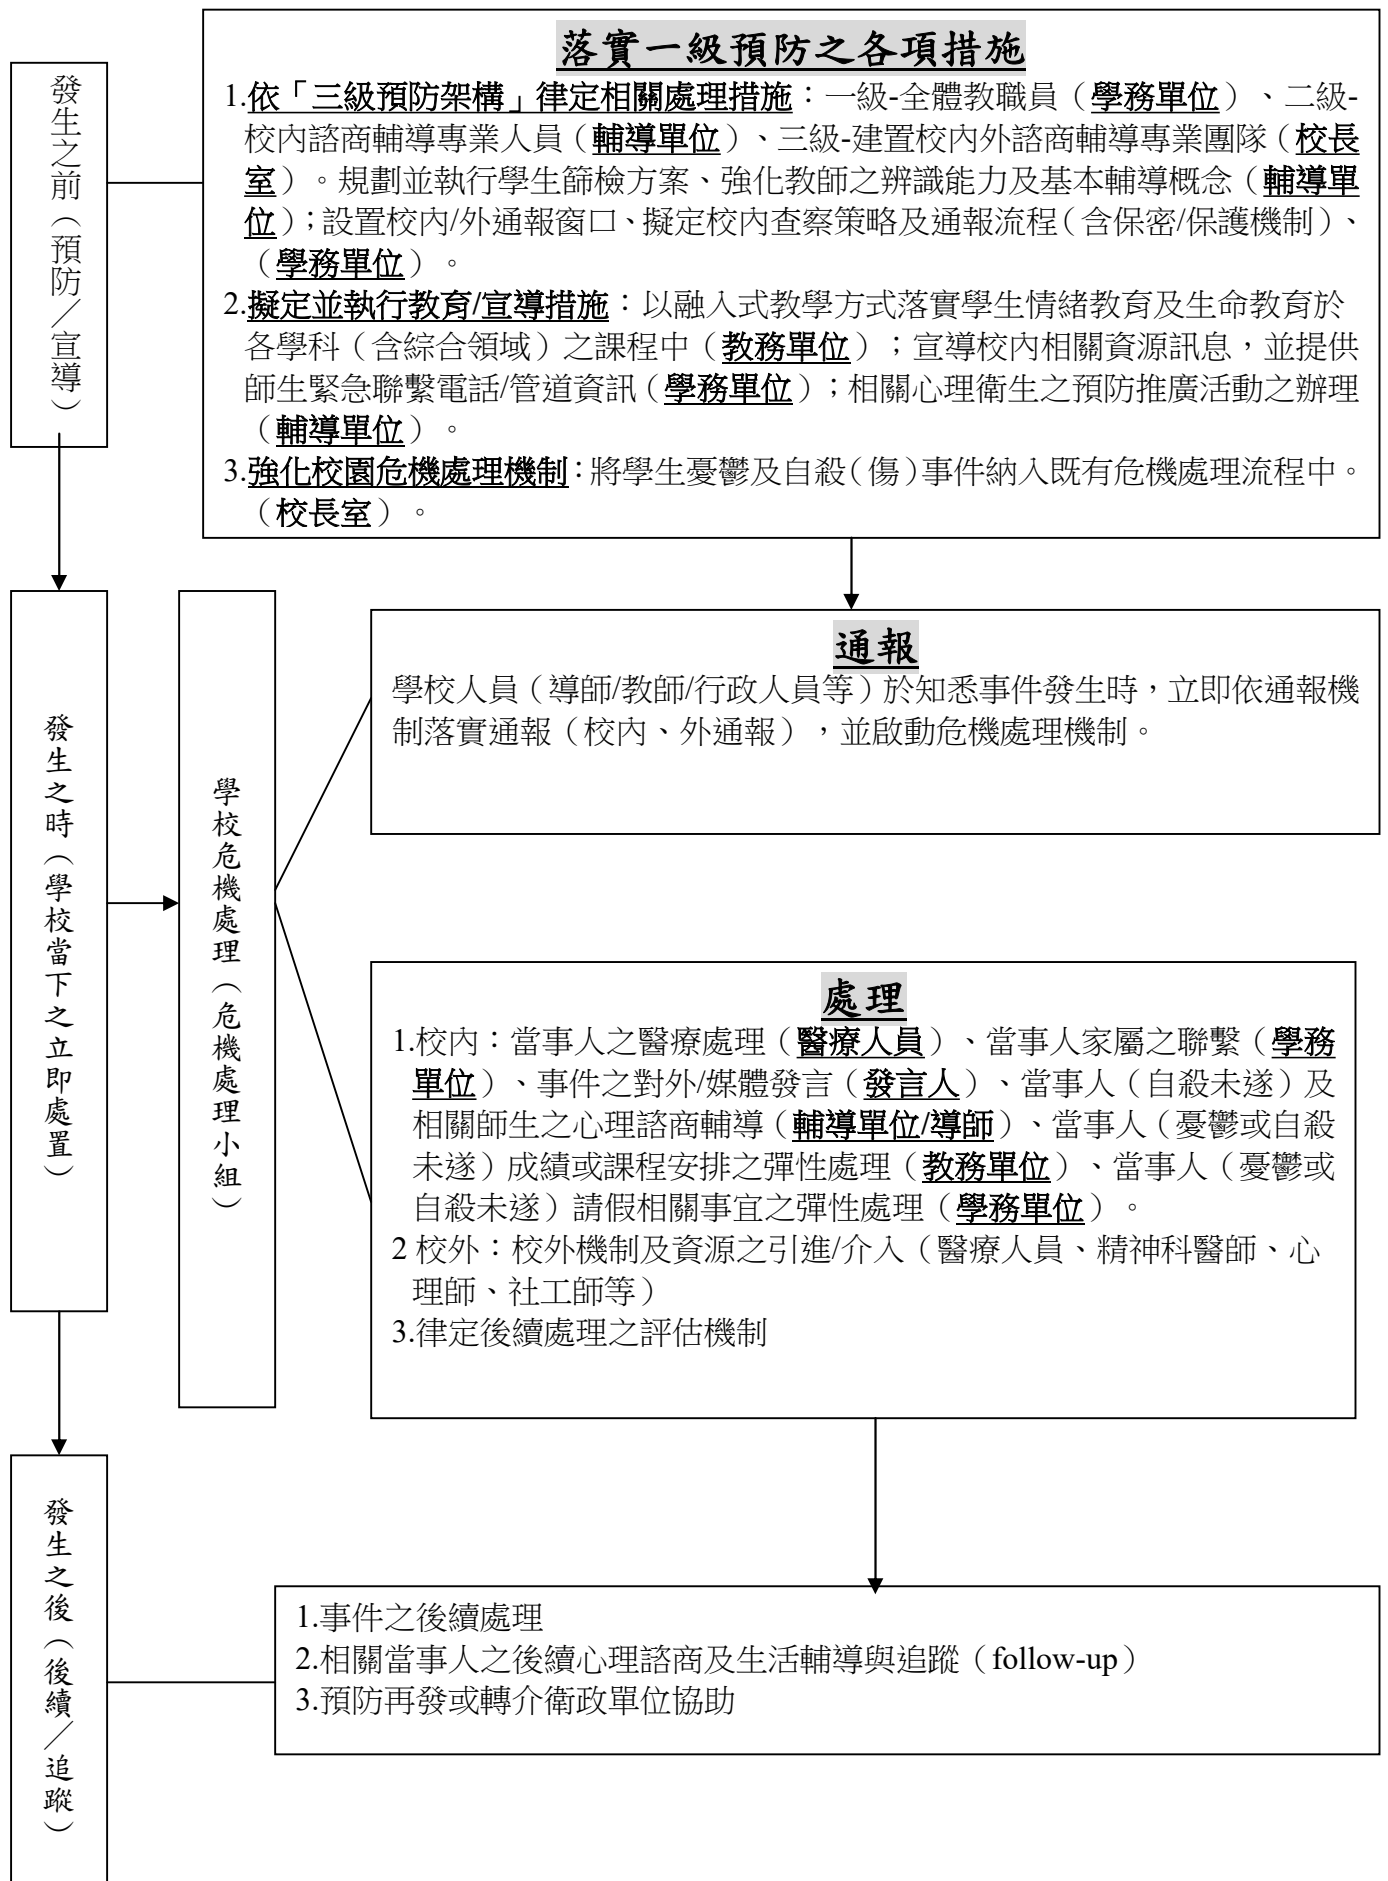 落實一級預防之各項措施
發生之前（預防／宣導）
1.依「三級預防架構」律定相關處理措施：一級-全體教職員（學務單位）、二級-
校內諮商輔導專業人員（輔導單位）、三級-建置校內外諮商輔導專業團隊（校長
室）。規劃並執行學生篩檢方案、強化教師之辨識能力及基本輔導概念（輔導單
位）；設置校內/外通報窗口、擬定校內查察策略及通報流程（含保密/保護機制）、
（學務單位）。
2.擬定並執行教育/宣導措施：以融入式教學方式落實學生情緒教育及生命教育於
各學科（含綜合領域）之課程中（教務單位）；宣導校內相關資源訊息，並提供
師生緊急聯繫電話/管道資訊（學務單位）；相關心理衛生之預防推廣活動之辦理
（輔導單位）。
3.強化校園危機處理機制：將學生憂鬱及自殺（傷）事件納入既有危機處理流程中。
（校長室）。
發生之時（學校當下之立即處置）
學校危機處理（危機處理小組）
通報
學校人員（導師/教師/行政人員等）於知悉事件發生時，立即依通報機
制落實通報（校內、外通報），並啟動危機處理機制。
處理
1.校內：當事人之醫療處理（醫療人員）、當事人家屬之聯繫（學務
單位）、事件之對外/媒體發言（發言人）、當事人（自殺未遂）及
相關師生之心理諮商輔導（輔導單位/導師）、當事人（憂鬱或自殺
未遂）成績或課程安排之彈性處理（教務單位）、當事人（憂鬱或
自殺未遂）請假相關事宜之彈性處理（學務單位）。
2 校外：校外機制及資源之引進/介入（醫療人員、精神科醫師、心
理師、社工師等）
3.律定後續處理之評估機制
發生之後（後續／追蹤）
1.事件之後續處理
2.相關當事人之後續心理諮商及生活輔導與追蹤（follow-up）
3.預防再發或轉介衛政單位協助